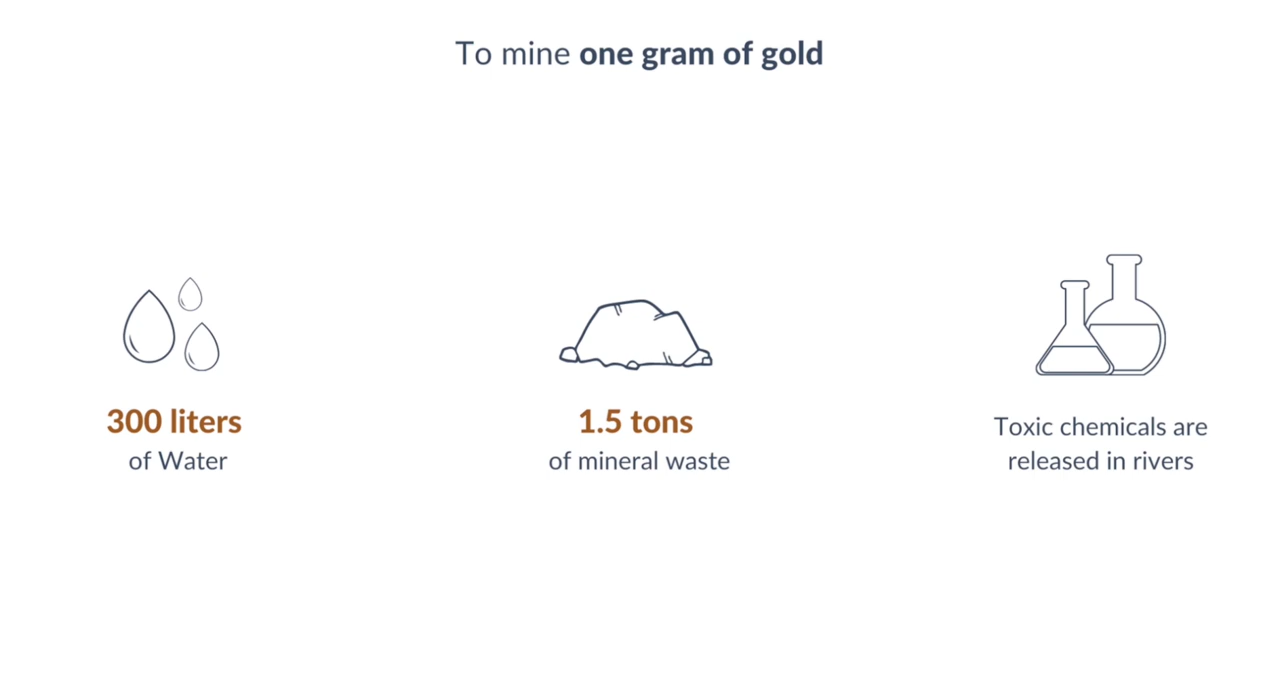 To mine one gram of gold
300 liters
of Water
1.5 tons
of mineral waste
Toxic chemicals are
released in rivers